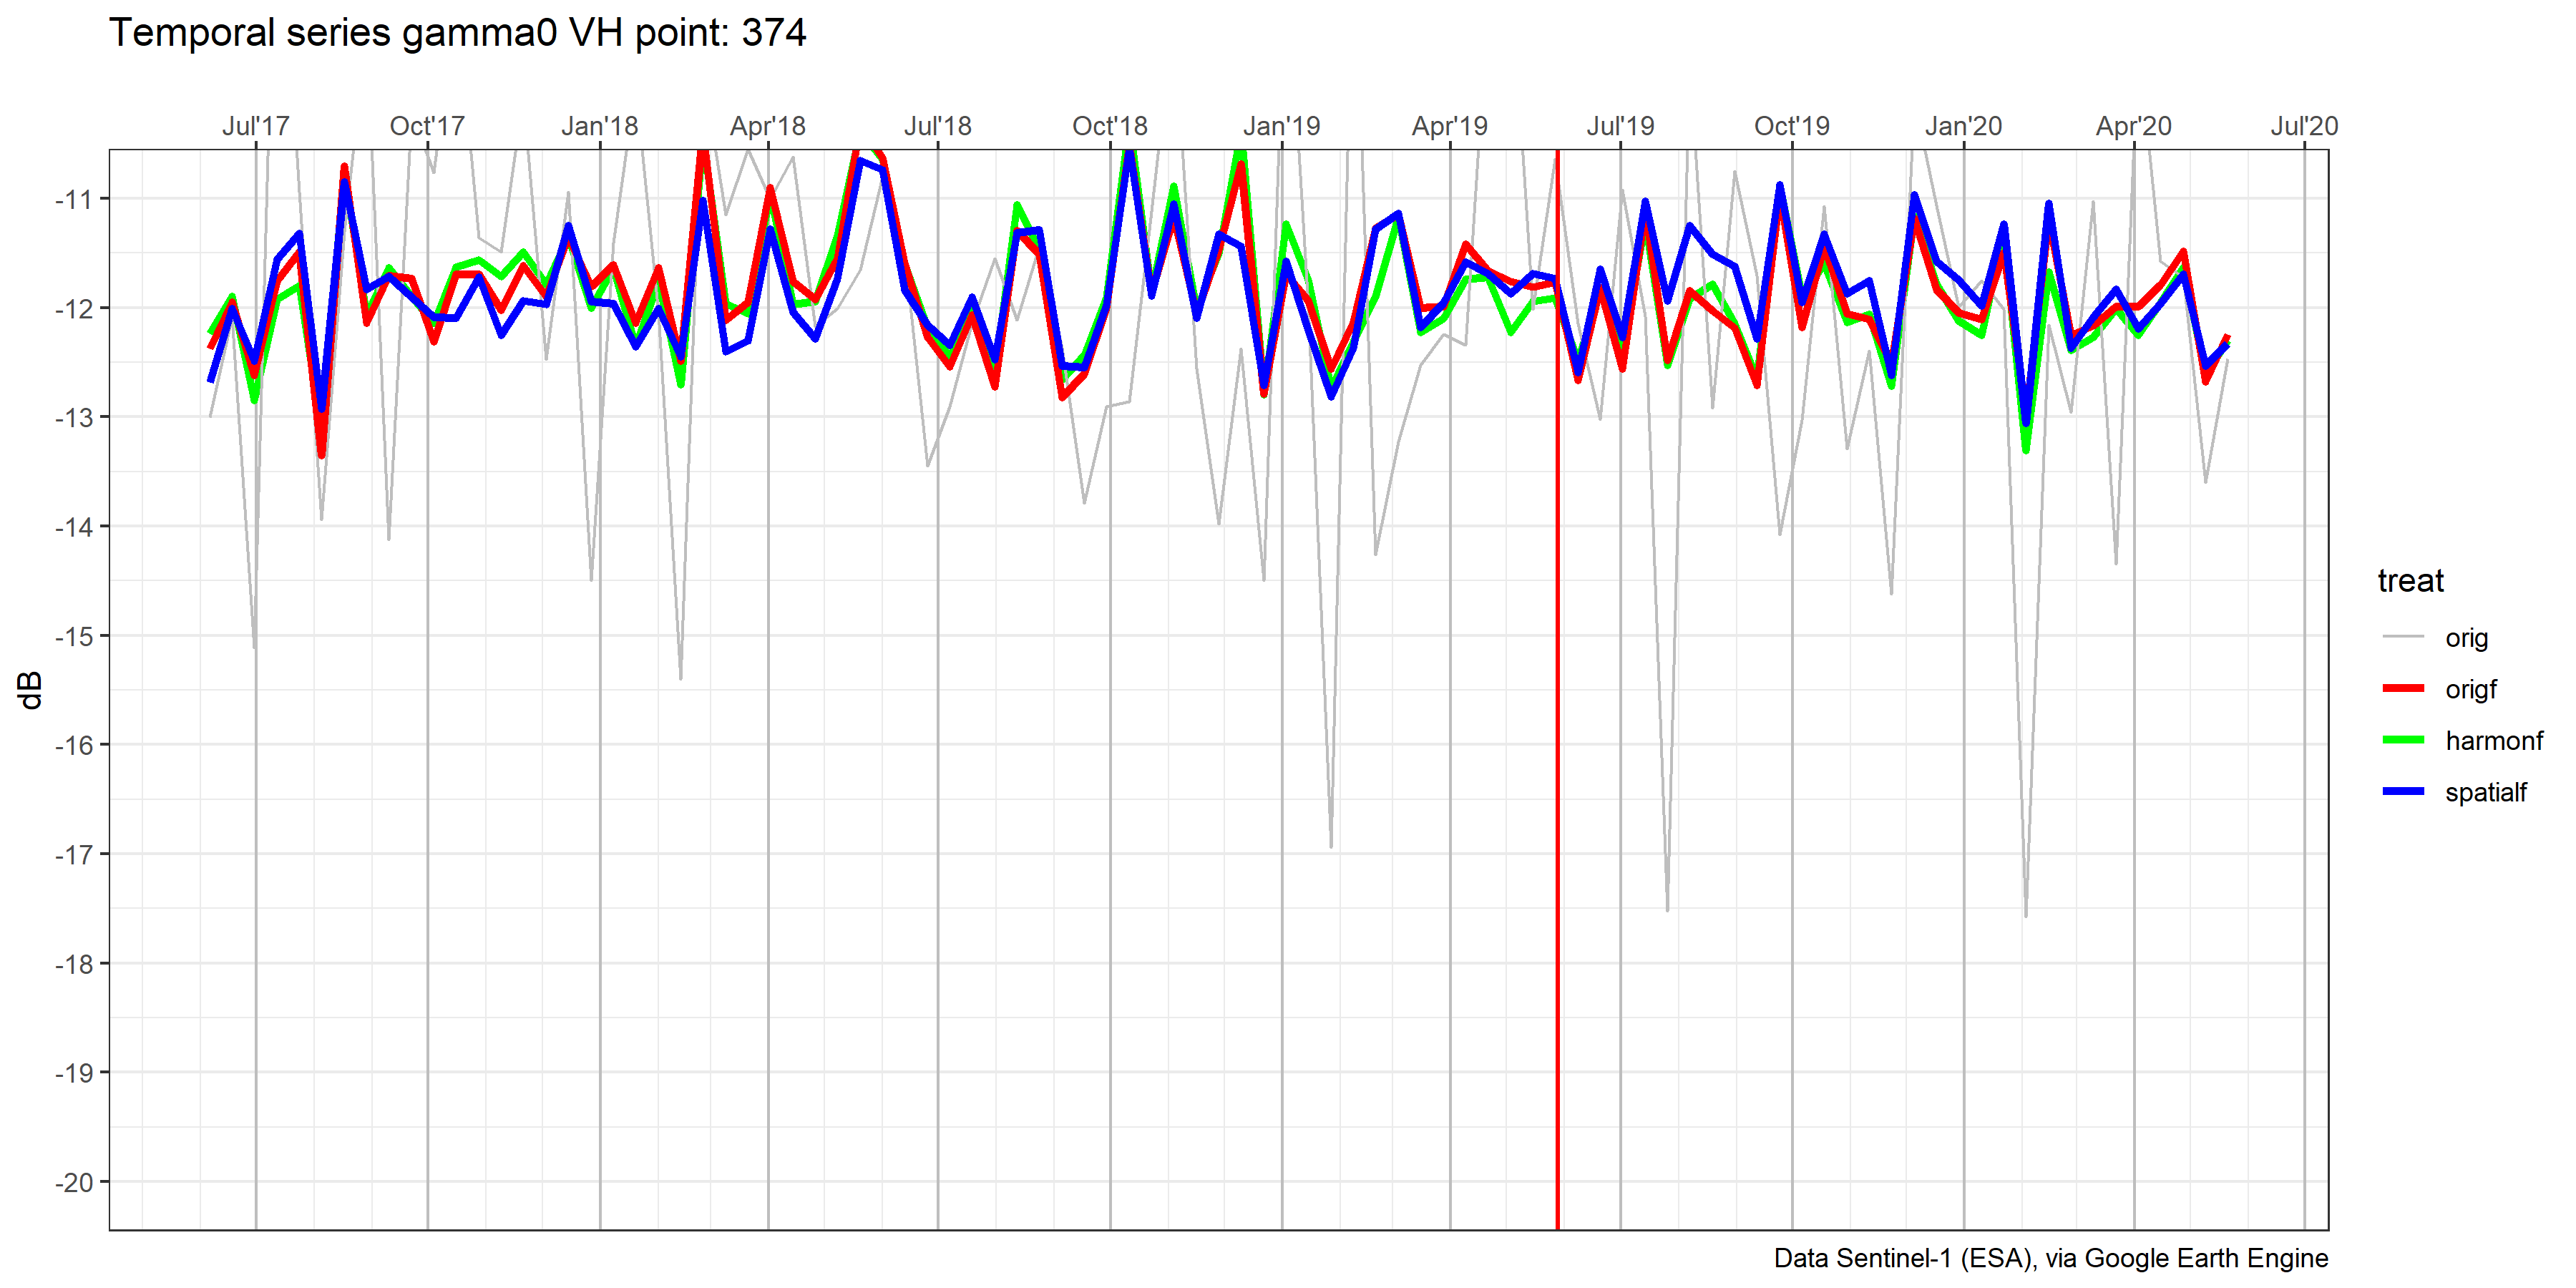 Temporal series gamma0 VH point: 374
Jul'17 Oct'17 Jan'18 Apr'18 Jul'18 Oct'18 Jan'19 Apr'19 Jul'19 Oct'19 Jan'20 Apr'20 Jul'20
-11
-12
-13
-14
-15
-16
-17
-18
-19
-20
dB
treat
orig
origf
harmonf
spatialf
Data Sentinel-1 (ESA), via Google Earth Engine